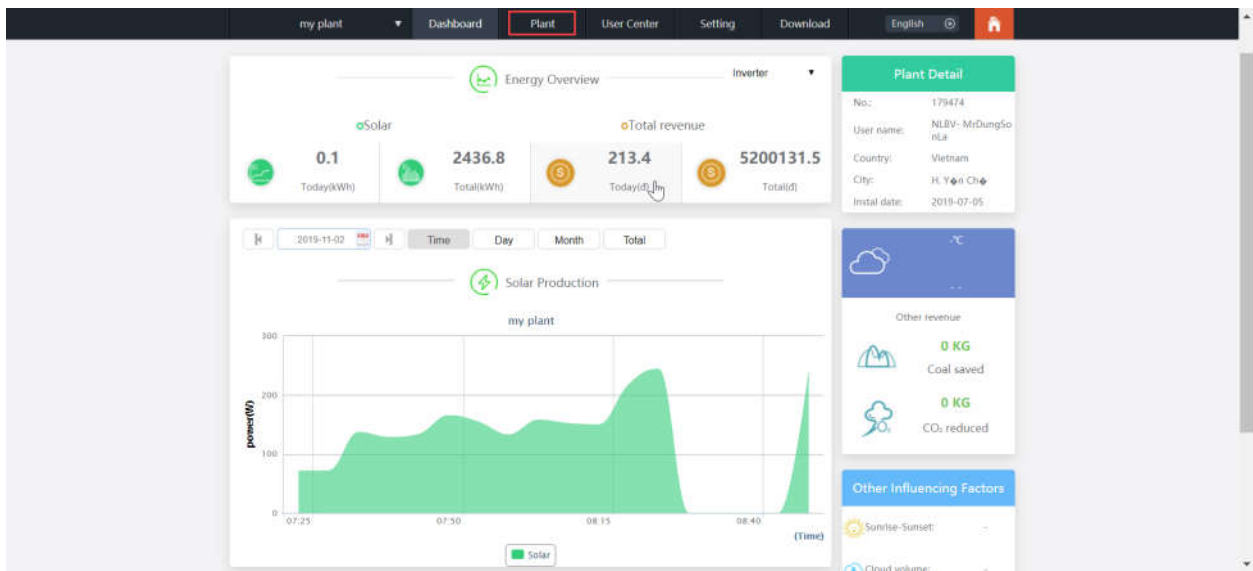 my plant ▼ Dashboard Plant User Center Setting Download English
Energy Overview
Inverter ▼
Solar
Total revenue
0.1
2436.8
213.4
5200131.5
Today(kWh)
Total(kWh)
Today(đ)
Total(đ)
Plant Detail
No.: 179474
User name: NLBV- MrDungSo
nLa
Country: Vietnam
City: H. Y�n Ch�
Instal date: 2019-07-05
2019-11-02 Time Day Month Total
Solar Production
my plant
power(W)
300
200
100
0
07:25 07:50 08:15 08:40
(Time)
Solar
-℃
- -
Other revenue
0 KG
Coal saved
0 KG
CO₂ reduced
Other Influencing Factors
Sunrise-Sunset: --
Cloud volume: --